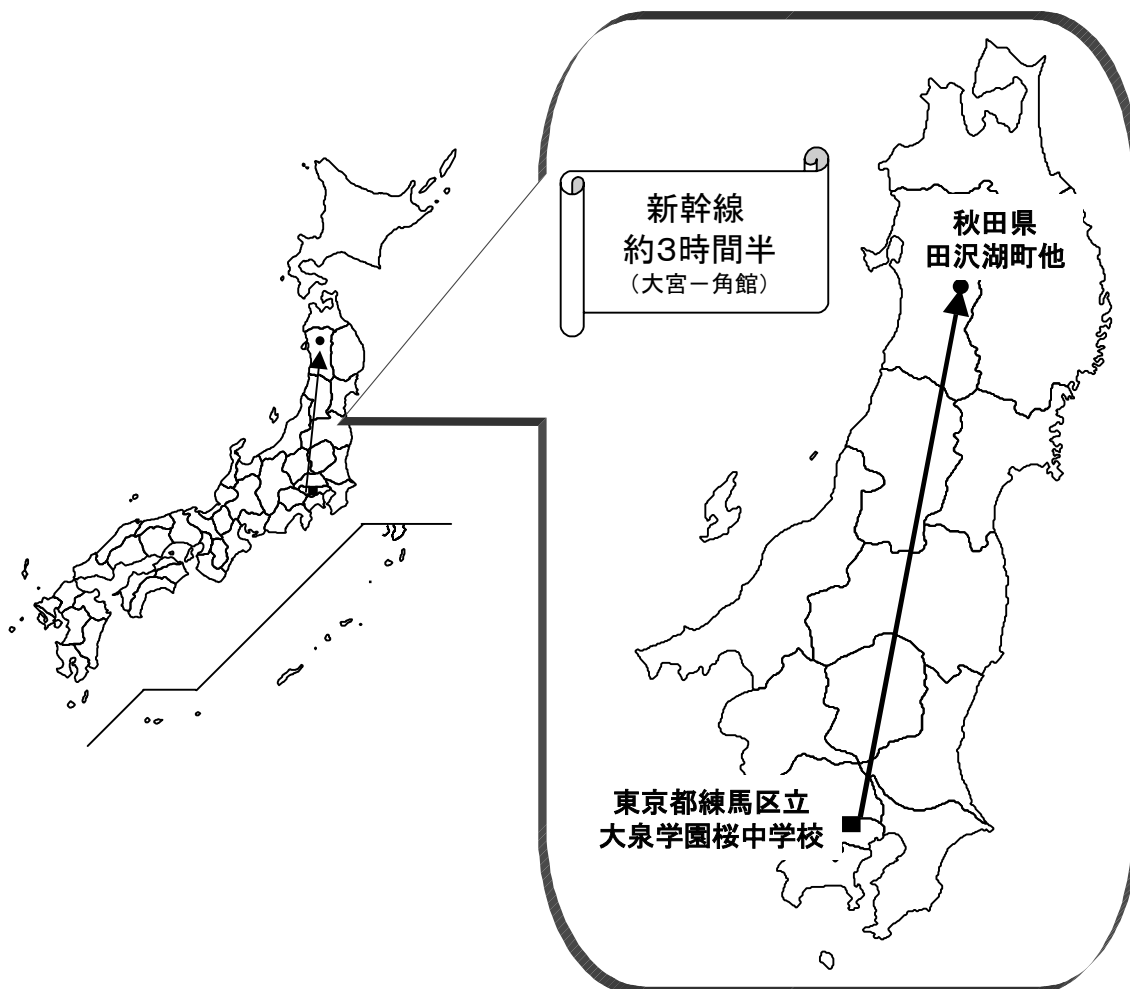 新幹線
約3時間半
（大宮－角館）
秋田県
田沢湖町他
東京都練馬区立
大泉学園桜中学校